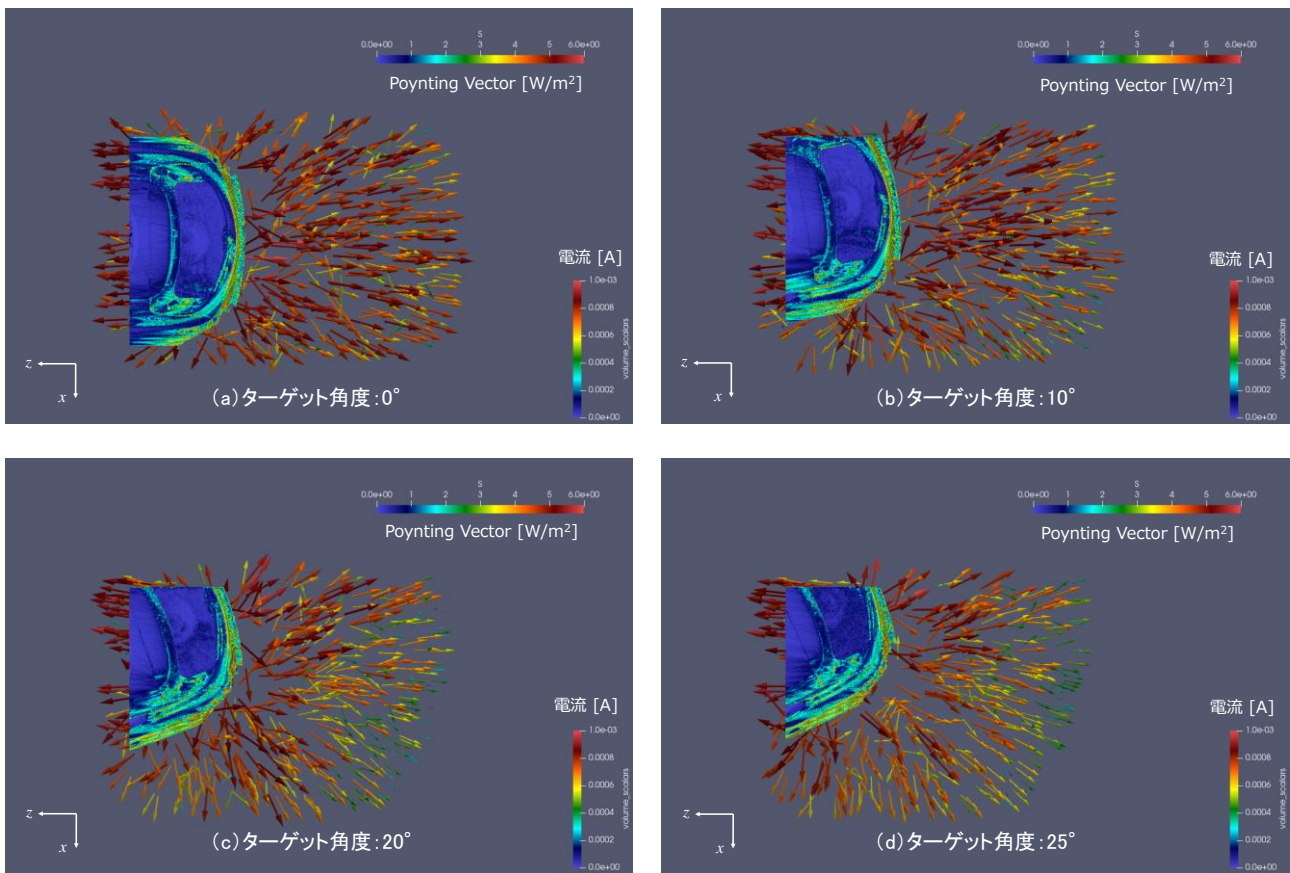 S
0.0e+00 1 2 3 4 5 6.0e+00
Poynting Vector [W/m²]
電流 [A]
1.0e-03
0.0008
0.0006
0.0004
0.0002
0.0e+00
volume_scalars
z
x
(a)ターゲット角度:0°
S
0.0e+00 1 2 3 4 5 6.0e+00
Poynting Vector [W/m²]
電流 [A]
1.0e-03
0.0008
0.0006
0.0004
0.0002
0.0e+00
volume_scalars
z
x
(b)ターゲット角度:10°
S
0.0e+00 1 2 3 4 5 6.0e+00
Poynting Vector [W/m²]
電流 [A]
1.0e-03
0.0008
0.0006
0.0004
0.0002
0.0e+00
volume_scalars
z
x
(c)ターゲット角度:20°
S
0.0e+00 1 2 3 4 5 6.0e+00
Poynting Vector [W/m²]
電流 [A]
1.0e-03
0.0008
0.0006
0.0004
0.0002
0.0e+00
volume_scalars
z
x
(d)ターゲット角度:25°